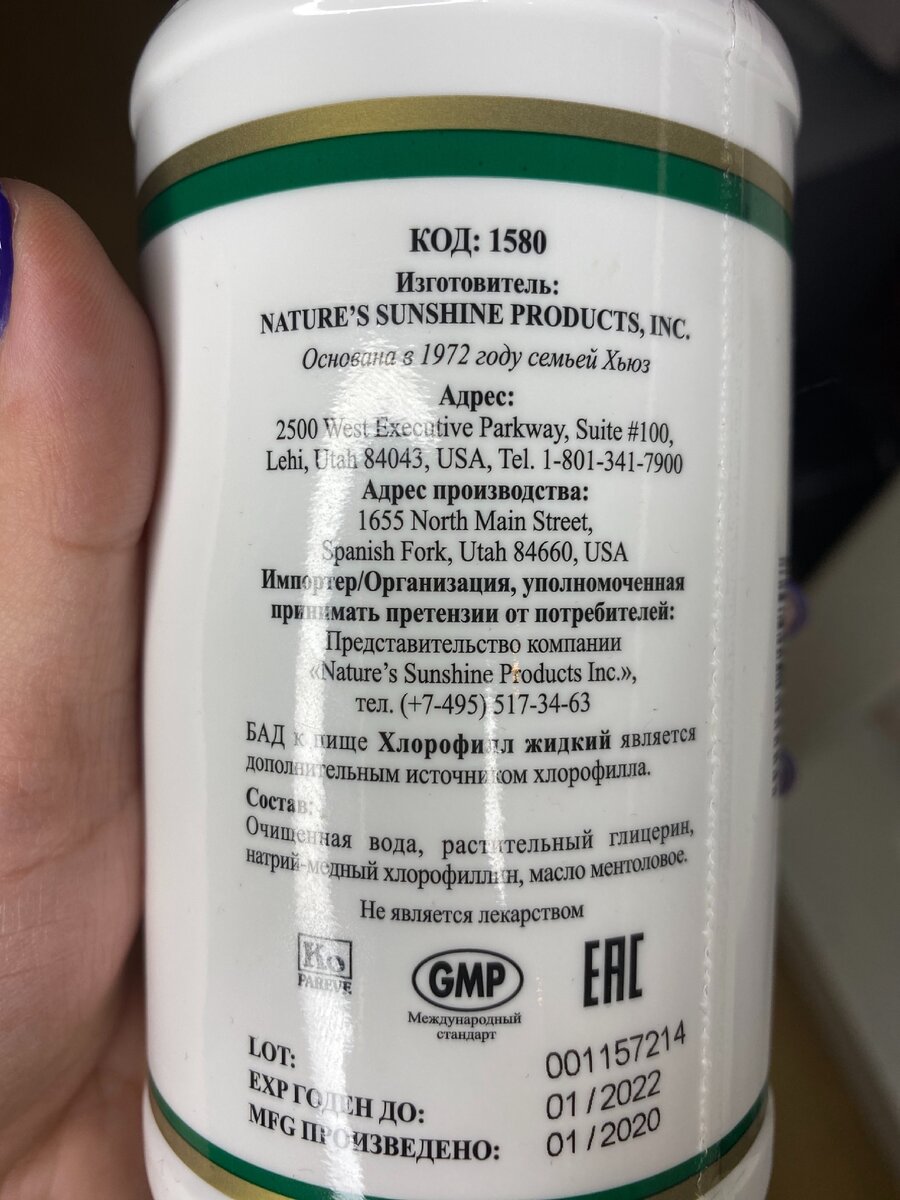 КОД: 1580
Изготовитель:
NATURE'S SUNSHINE PRODUCTS, INC.
Основана в 1972 году семьей Хьюз
Адрес:
2500 West Executive Parkway, Suite #100,
Lehi, Utah 84043, USA, Tel. 1-801-341-7900
Адрес производства:
1655 North Main Street,
Spanish Fork, Utah 84660, USA
Импортер/Организация, уполномоченная
принимать претензии от потребителей:
Представительство компании
«Nature's Sunshine Products Inc.»,
тел. (+7-495) 517-34-63
БАД к пище Хлорофилл жидкий является
дополнительным источником хлорофилла.
Состав:
Очищенная вода, растительный глицерин,
натрий-медный хлорофиллин, масло ментоловое.
Не является лекарством
Ko
PAREVE
GMP
Международный
стандарт
EAC
LOT: 001157214
EXP ГОДЕН ДО: 01/2022
MFG ПРОИЗВЕДЕНО: 01/2020